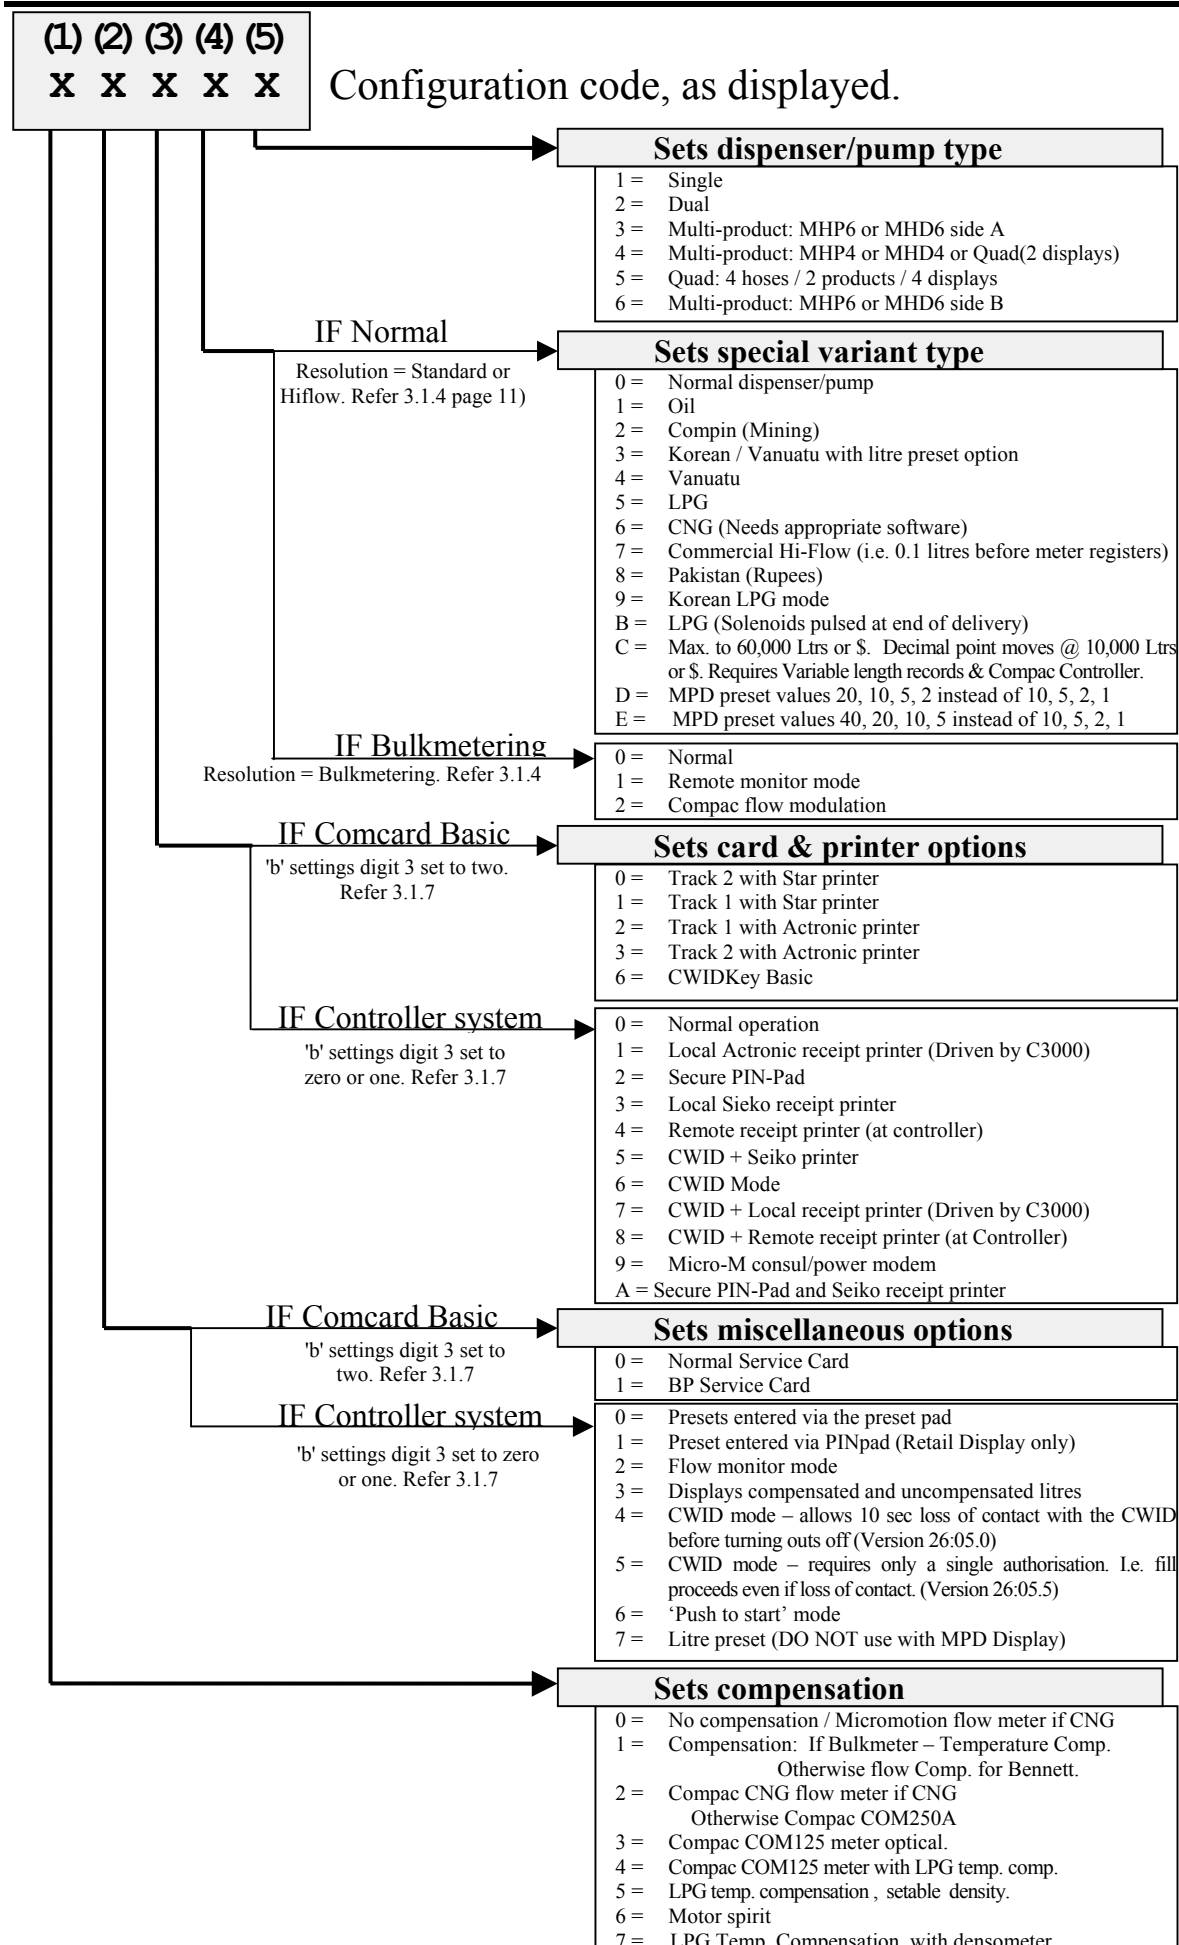 (1) (2) (3) (4) (5)
X X X X X
Configuration code, as displayed.
Sets dispenser/pump type
1 = Single
2 = Dual
3 = Multi-product: MHP6 or MHD6 side A
4 = Multi-product: MHP4 or MHD4 or Quad(2 displays)
5 = Quad: 4 hoses / 2 products / 4 displays
6 = Multi-product: MHP6 or MHD6 side B
IF Normal
Resolution = Standard or
Hiflow. Refer 3.1.4 page 11)
Sets special variant type
0 = Normal dispenser/pump
1 = Oil
2 = Compin (Mining)
3 = Korean / Vanuatu with litre preset option
4 = Vanuatu
5 = LPG
6 = CNG (Needs appropriate software)
7 = Commercial Hi-Flow (i.e. 0.1 litres before meter registers)
8 = Pakistan (Rupees)
9 = Korean LPG mode
B = LPG (Solenoids pulsed at end of delivery)
C = Max. to 60,000 Ltrs or $. Decimal point moves @ 10,000 Ltrs
or $. Requires Variable length records & Compac Controller.
D = MPD preset values 20, 10, 5, 2 instead of 10, 5, 2, 1
E = MPD preset values 40, 20, 10, 5 instead of 10, 5, 2, 1
IF Bulkmetering
Resolution = Bulkmetering. Refer 3.1.4
0 = Normal
1 = Remote monitor mode
2 = Compac flow modulation
IF Comcard Basic
'b' settings digit 3 set to two.
Refer 3.1.7
Sets card & printer options
0 = Track 2 with Star printer
1 = Track 1 with Star printer
2 = Track 1 with Actronic printer
3 = Track 2 with Actronic printer
6 = CWIDKey Basic
IF Controller system
'b' settings digit 3 set to
zero or one. Refer 3.1.7
0 = Normal operation
1 = Local Actronic receipt printer (Driven by C3000)
2 = Secure PIN-Pad
3 = Local Sieko receipt printer
4 = Remote receipt printer (at controller)
5 = CWID + Seiko printer
6 = CWID Mode
7 = CWID + Local receipt printer (Driven by C3000)
8 = CWID + Remote receipt printer (at Controller)
9 = Micro-M consul/power modem
A = Secure PIN-Pad and Seiko receipt printer
IF Comcard Basic
'b' settings digit 3 set to
two. Refer 3.1.7
Sets miscellaneous options
0 = Normal Service Card
1 = BP Service Card
IF Controller system
'b' settings digit 3 set to zero
or one. Refer 3.1.7
0 = Presets entered via the preset pad
1 = Preset entered via PINpad (Retail Display only)
2 = Flow monitor mode
3 = Displays compensated and uncompensated litres
4 = CWID mode – allows 10 sec loss of contact with the CWID
before turning outs off (Version 26:05.0)
5 = CWID mode – requires only a single authorisation. I.e. fill
proceeds even if loss of contact. (Version 26:05.5)
6 = ‘Push to start’ mode
7 = Litre preset (DO NOT use with MPD Display)
Sets compensation
0 = No compensation / Micromotion flow meter if CNG
1 = Compensation: If Bulkmeter – Temperature Comp.
Otherwise flow Comp. for Bennett.
2 = Compac CNG flow meter if CNG
Otherwise Compac COM250A
3 = Compac COM125 meter optical.
4 = Compac COM125 meter with LPG temp. comp.
5 = LPG temp. compensation , setable density.
6 = Motor spirit
7 = LPG Temp. Compensation, with densometer